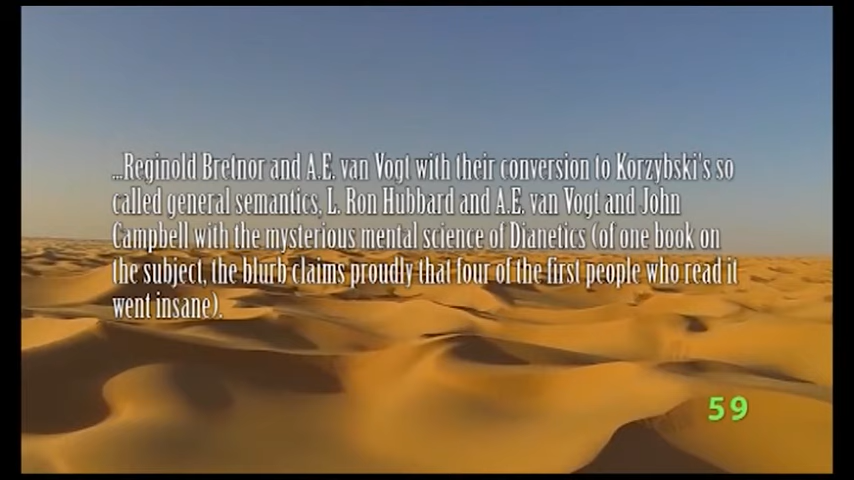 ...Reginold Bretnor and A.E. van Vogt with their conversion to Korzybski's so
called general semantics, L. Ron Hubbard and A.E. van Vogt and John
Campbell with the mysterious mental science of Dianetics (of one book on
the subject, the blurb claims proudly that four of the first people who read it
went insane).
59